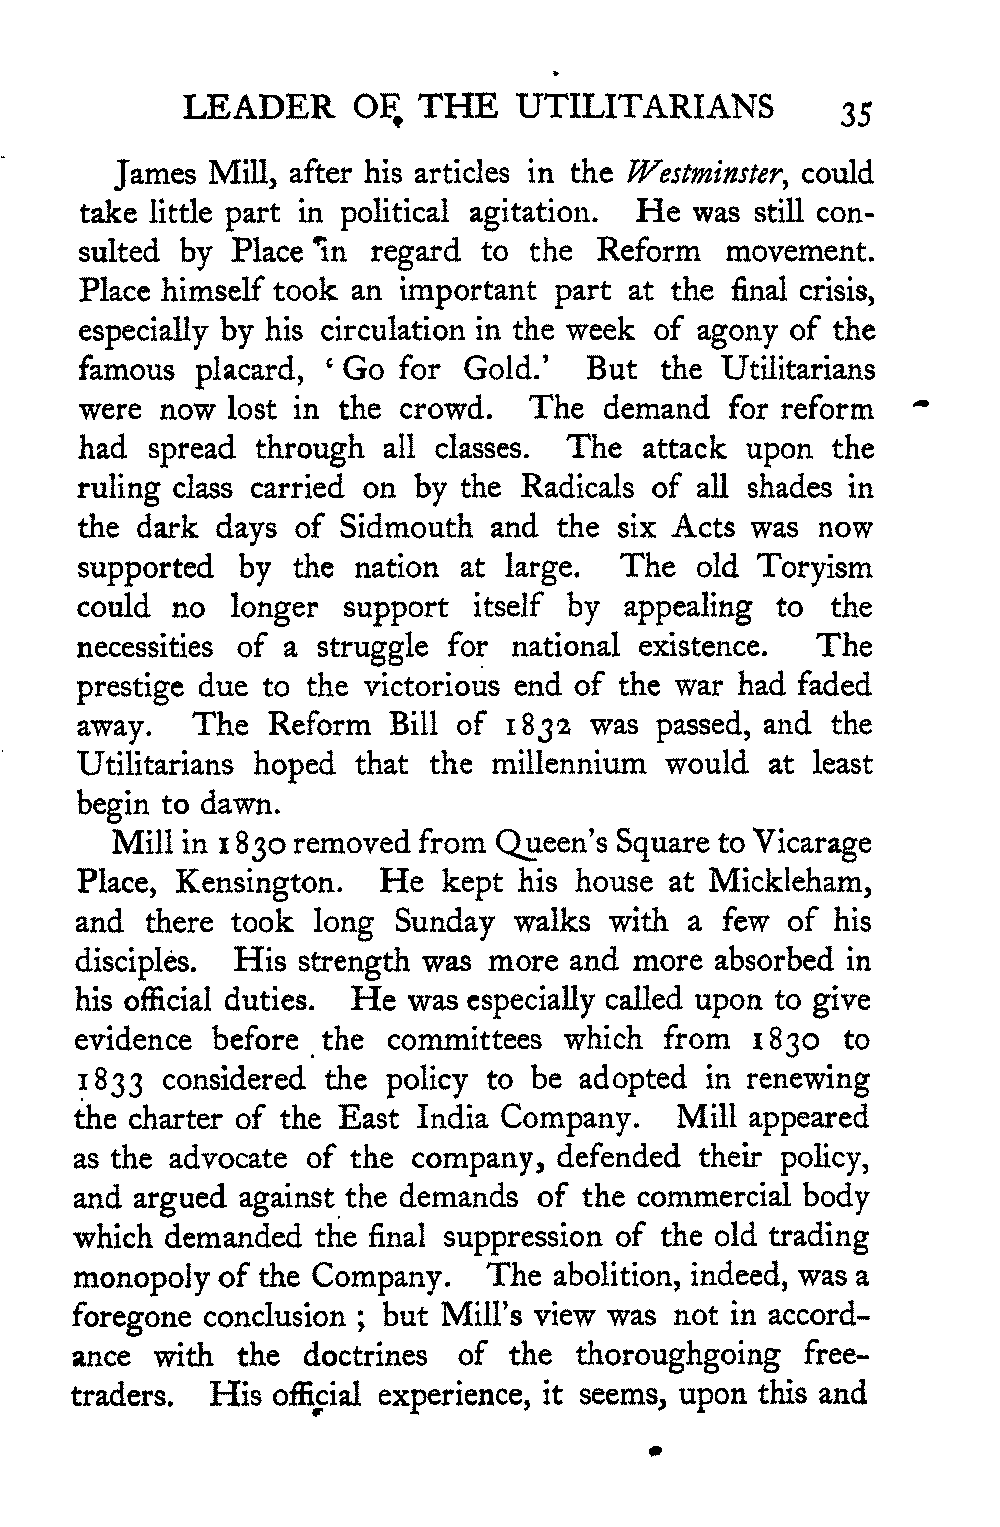 LEADER OF THE UTILITARIANS 35
James Mill, after his articles in the Westminster, could
take little part in political agitation. He was still con-
sulted by Place in regard to the Reform movement.
Place himself took an important part at the final crisis,
especially by his circulation in the week of agony of the
famous placard, ‘Go for Gold.’ But the Utilitarians
were now lost in the crowd. The demand for reform
had spread through all classes. The attack upon the
ruling class carried on by the Radicals of all shades in
the dark days of Sidmouth and the six Acts was now
supported by the nation at large. The old Toryism
could no longer support itself by appealing to the
necessities of a struggle for national existence. The
prestige due to the victorious end of the war had faded
away. The Reform Bill of 1832 was passed, and the
Utilitarians hoped that the millennium would at least
begin to dawn.
Mill in 1830 removed from Queen's Square to Vicarage
Place, Kensington. He kept his house at Mickleham,
and there took long Sunday walks with a few of his
disciples. His strength was more and more absorbed in
his official duties. He was especially called upon to give
evidence before the committees which from 1830 to
1833 considered the policy to be adopted in renewing
the charter of the East India Company. Mill appeared
as the advocate of the company, defended their policy,
and argued against the demands of the commercial body
which demanded the final suppression of the old trading
monopoly of the Company. The abolition, indeed, was a
foregone conclusion ; but Mill's view was not in accord-
ance with the doctrines of the thoroughgoing free-
traders. His official experience, it seems, upon this and